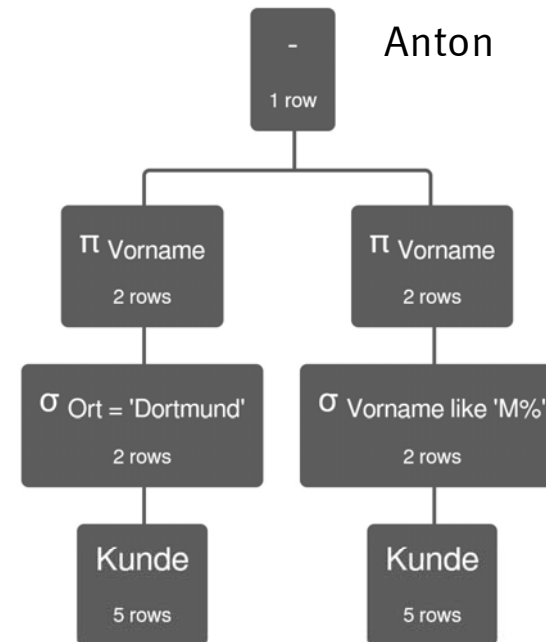 -
Anton
1 row
π Vorname
2 rows
π Vorname
2 rows
σ Ort = 'Dortmund'
2 rows
σ Vorname like 'M%'
2 rows
Kunde
5 rows
Kunde
5 rows